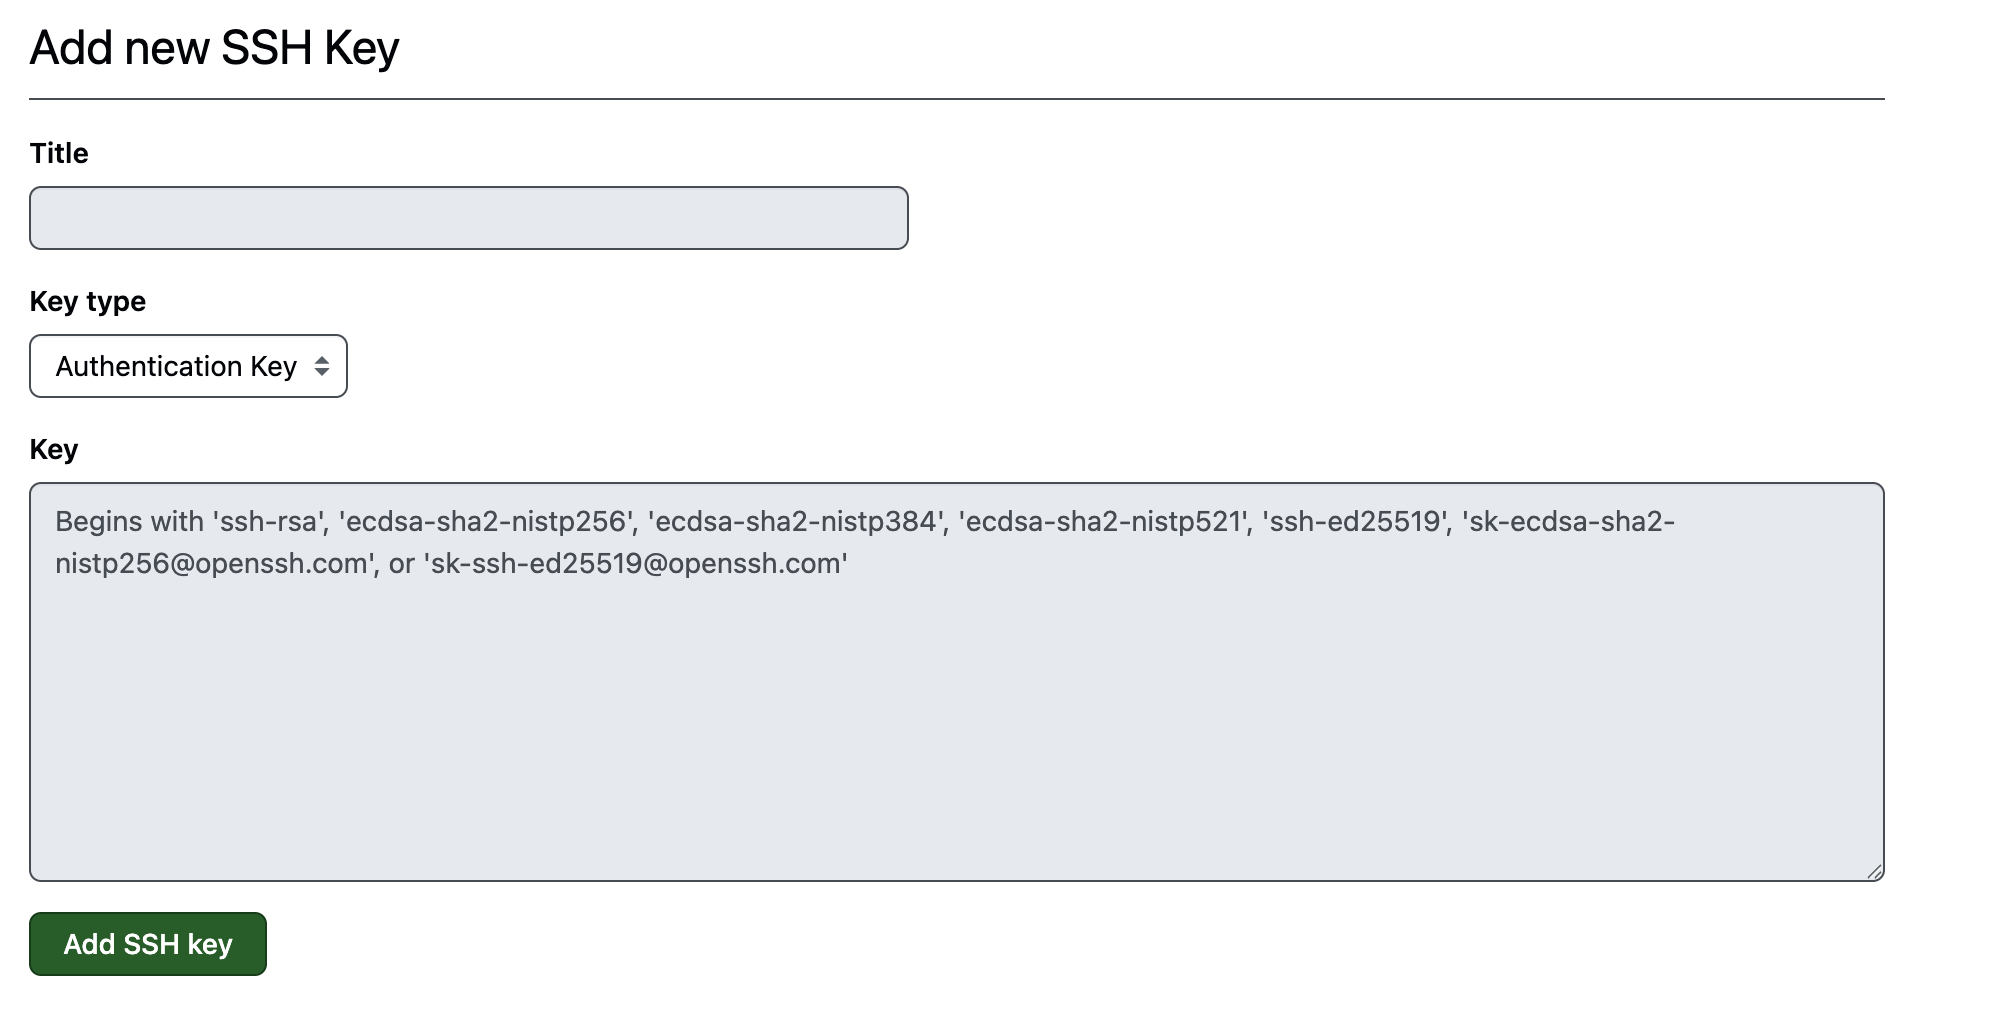 Add new SSH Key
Title
Key type
Authentication Key
Key
Begins with 'ssh-rsa', 'ecdsa-sha2-nistp256', 'ecdsa-sha2-nistp384', 'ecdsa-sha2-nistp521', 'ssh-ed25519', 'sk-ecdsa-sha2-
nistp256@openssh.com', or 'sk-ssh-ed25519@openssh.com'
Add SSH key